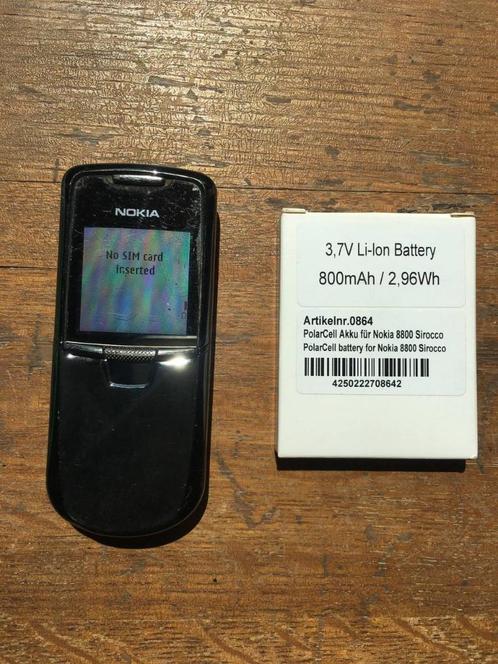 NOKIA
No SIM card
inserted
3,7V Li-Ion Battery
800mAh / 2,96Wh
Artikelnr.0864
PolarCell Akku für Nokia 8800 Sirocco
PolarCell battery for Nokia 8800 Sirocco
4250222708642